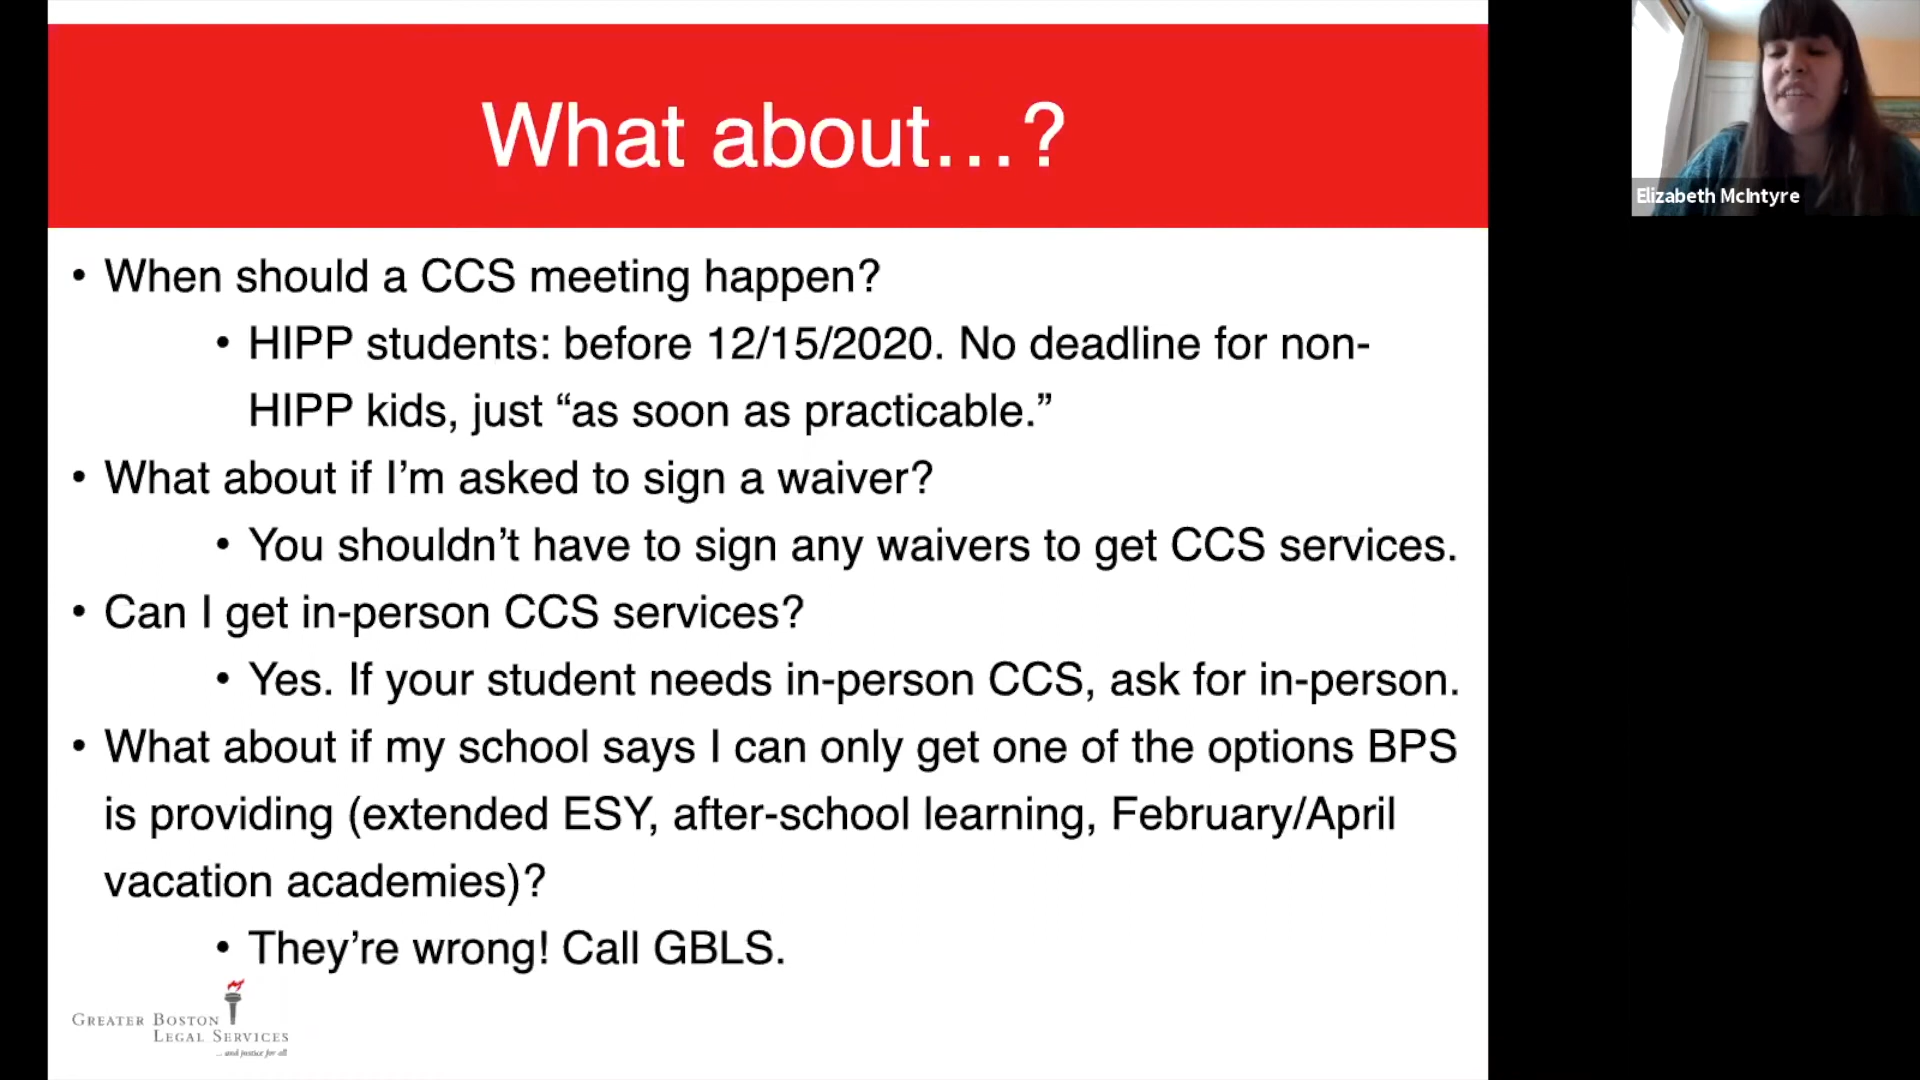 What about…?
Elizabeth McIntyre
• When should a CCS meeting happen?
• HIPP students: before 12/15/2020. No deadline for non-
HIPP kids, just “as soon as practicable.”
• What about if I’m asked to sign a waiver?
• You shouldn’t have to sign any waivers to get CCS services.
• Can I get in-person CCS services?
• Yes. If your student needs in-person CCS, ask for in-person.
• What about if my school says I can only get one of the options BPS
is providing (extended ESY, after-school learning, February/April
vacation academies)?
• They’re wrong! Call GBLS.
GREATER BOSTON
LEGAL SERVICES
... and justice for all